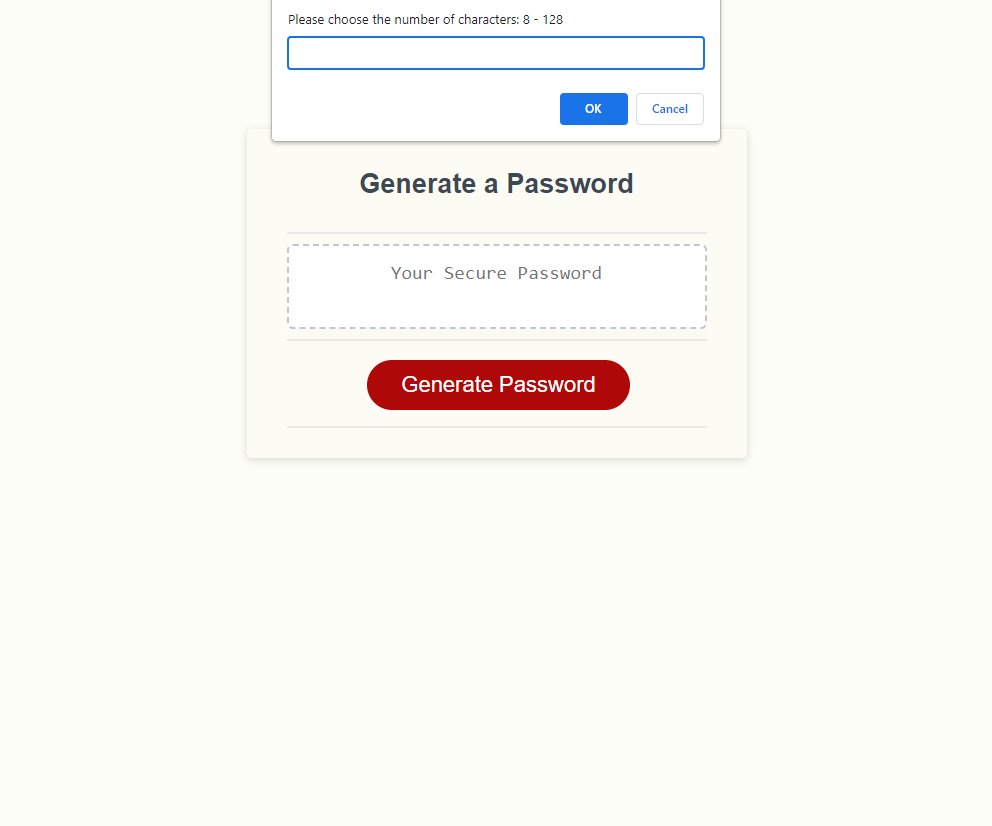 Please choose the number of characters: 8 - 128
OK
Cancel
Generate a Password
Your Secure Password
Generate Password